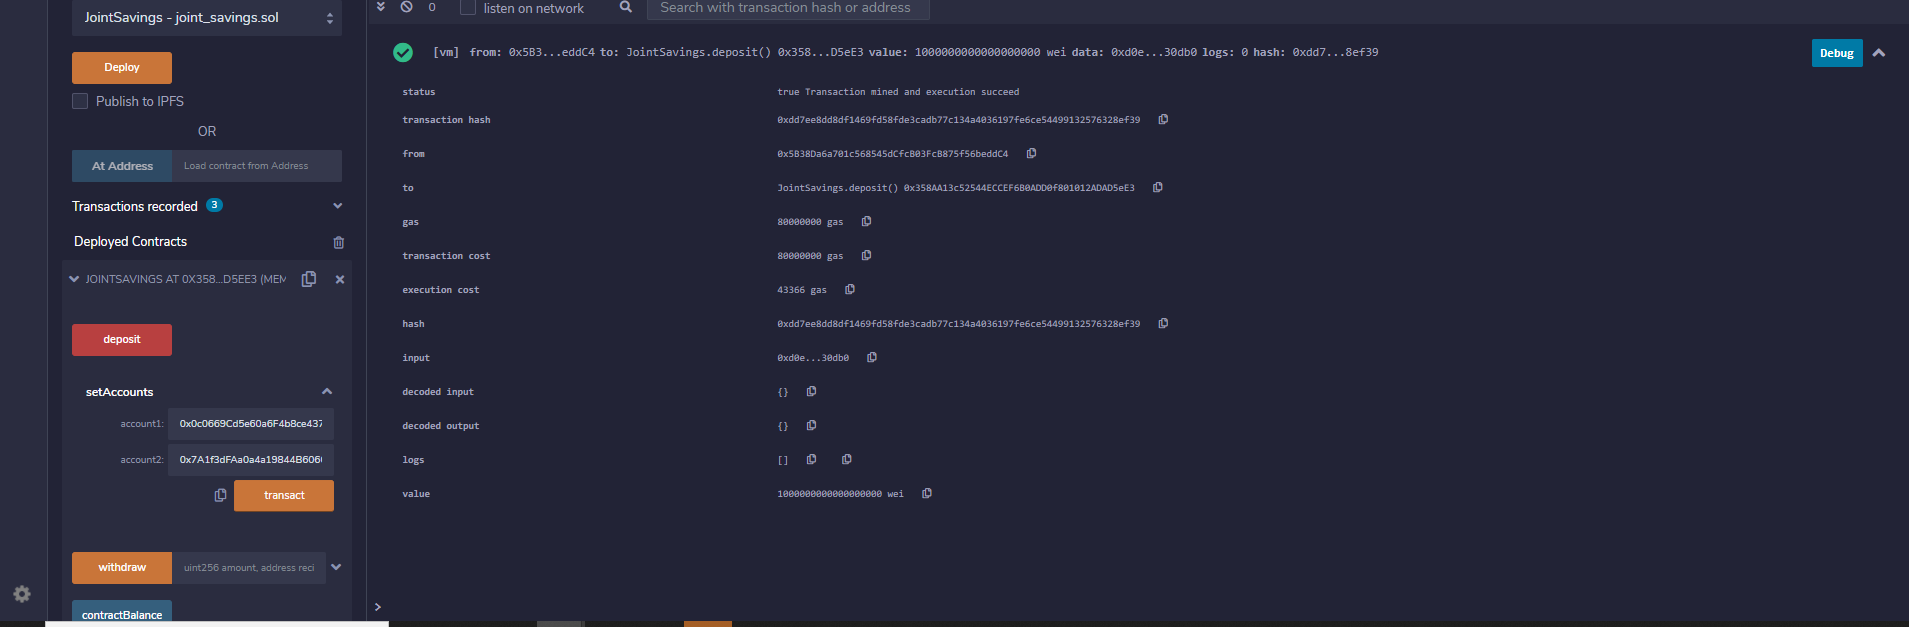 JointSavings - joint_savings.sol
Deploy
Publish to IPFS
OR
At Address Load contract from Address
Transactions recorded 3
Deployed Contracts
JOINTSAVINGS AT 0X358...D5EE3 (MEM
deposit
setAccounts
account1: 0x0c0669Cd5e60a6F4b8ce437
account2: 0x7A1f3dFAa0a4a19844B606
transact
withdraw uint256 amount, address reci
contractBalance
0 listen on network Search with transaction hash or address
[vm] from: 0x5B3...eddC4 to: JointSavings.deposit() 0x358...D5eE3 value: 1000000000000000000 wei data: 0xd0e...30db0 logs: 0 hash: 0xdd7...8ef39
Debug
status true Transaction mined and execution succeed
transaction hash 0xdd7ee8dd8df1469fd58fde3cadb77c134a4036197fe6ce54499132576328ef39
from 0x5B38Da6a701c568545dCfcB03FcB875f56beddC4
to JointSavings.deposit() 0x358AA13c52544ECCEF6B0ADD0f801012ADAD5eE3
gas 80000000 gas
transaction cost 80000000 gas
execution cost 43366 gas
hash 0xdd7ee8dd8df1469fd58fde3cadb77c134a4036197fe6ce54499132576328ef39
input 0xd0e...30db0
decoded input {}
decoded output {}
logs []
value 1000000000000000000 wei
>